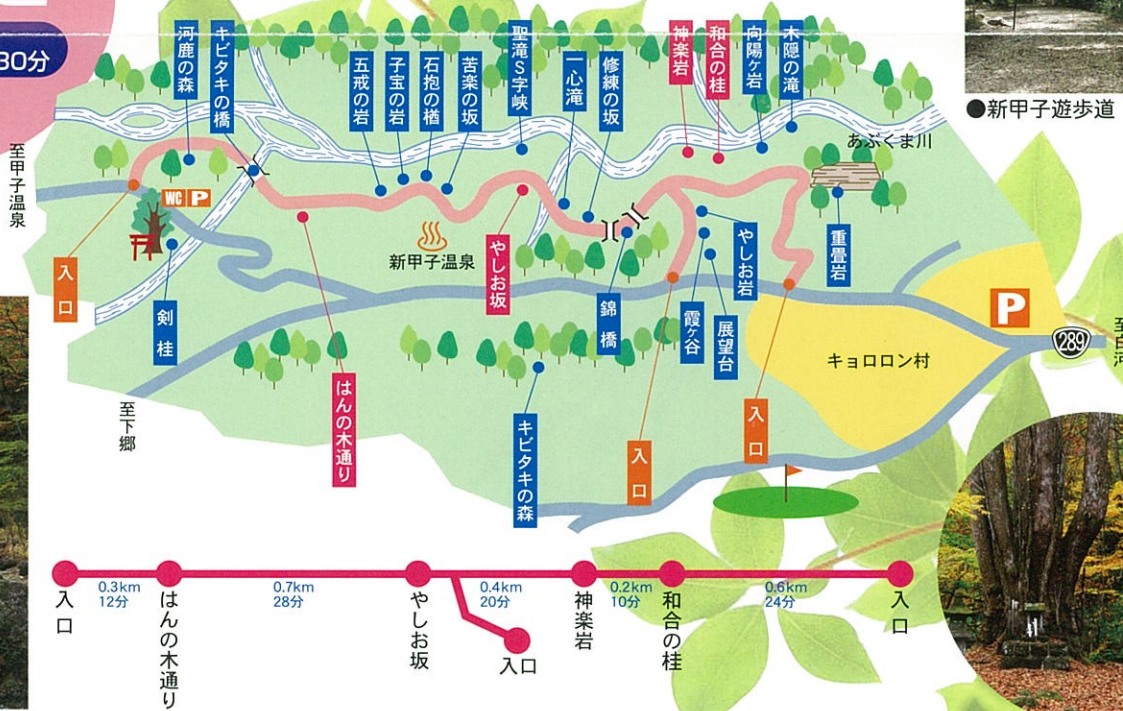 30分
河鹿の森
キビタキの橋
五戒の岩
子宝の岩
石抱の楢
苦楽の坂
聖滝S字峡
一心滝
修練の坂
神楽岩
和合の桂
向陽ヶ岩
木隠の滝
●新甲子遊歩道
あぶくま川
至甲子温泉
WC P
入口
剣桂
新甲子温泉
やしお坂
錦橋
霞ヶ谷
展望台
やしお岩
重畳岩
P
289
至白河
キョロロン村
至下郷
はんの木通り
キビタキの森
入口
入口
0.3km
12分
0.7km
28分
0.4km
20分
0.2km
10分
0.6km
24分
入口
はんの木通り
やしお坂
入口
神楽岩
和合の桂
入口